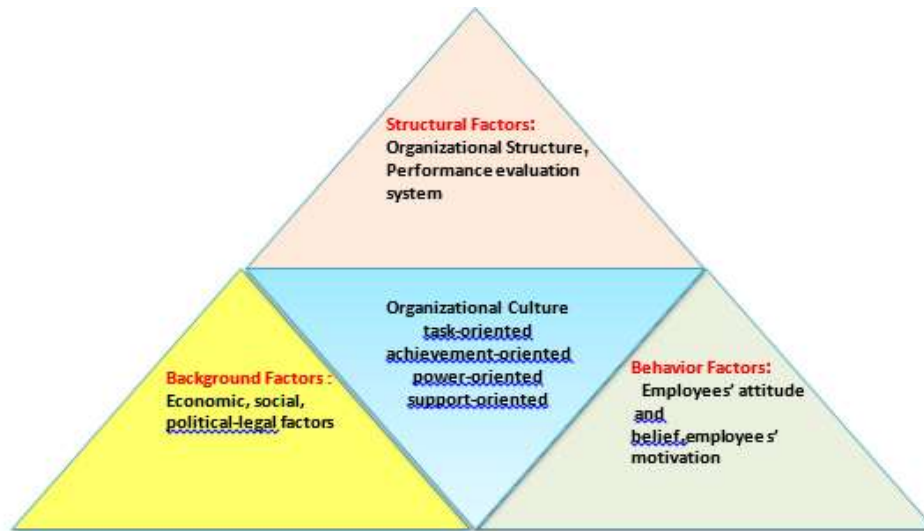 Structural Factors:
Organizational Structure,
Performance evaluation
system
Organizational Culture
task-oriented
achievement-oriented
power-oriented
support-oriented
Background Factors :
Economic, social,
political-legal factors
Behavior Factors:
Employees' attitude
and
belief,employees'
motivation